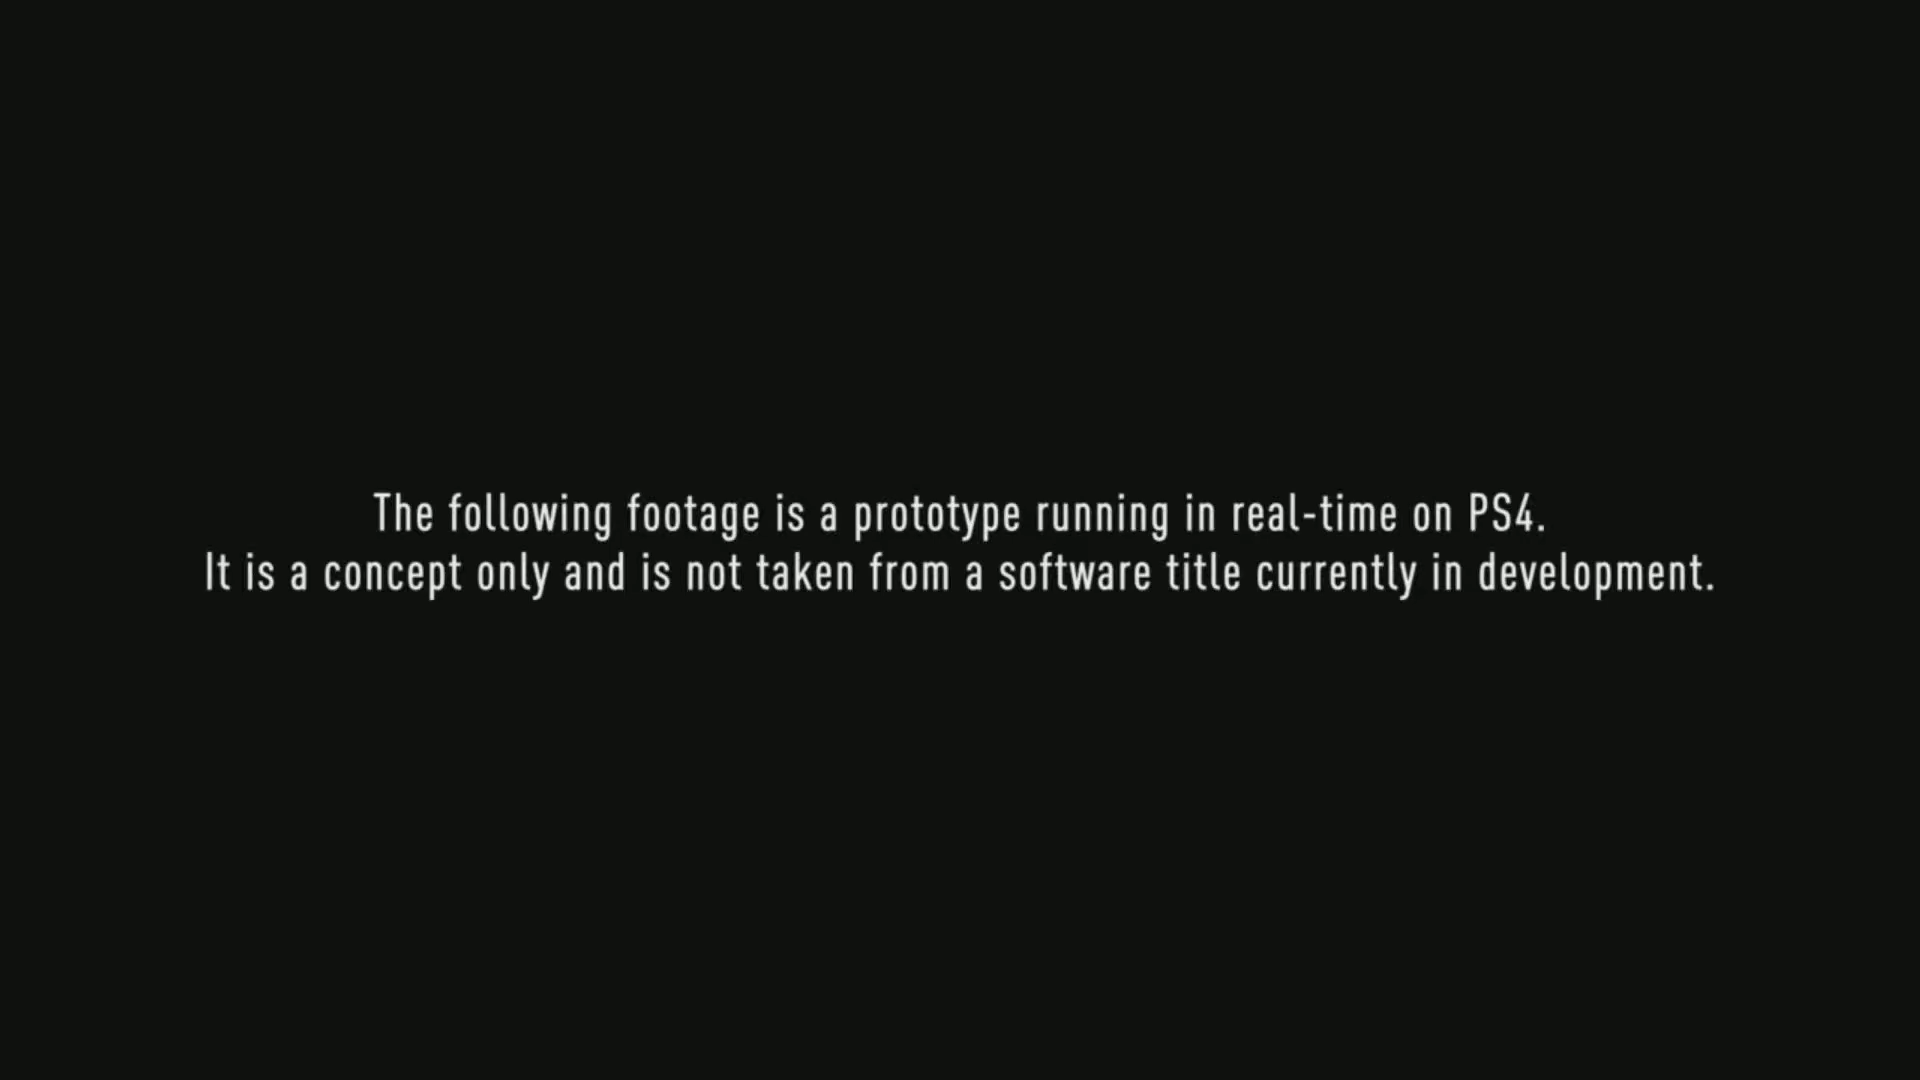 The following footage is a prototype running in real-time on PS4.
It is a concept only and is not taken from a software title currently in development.